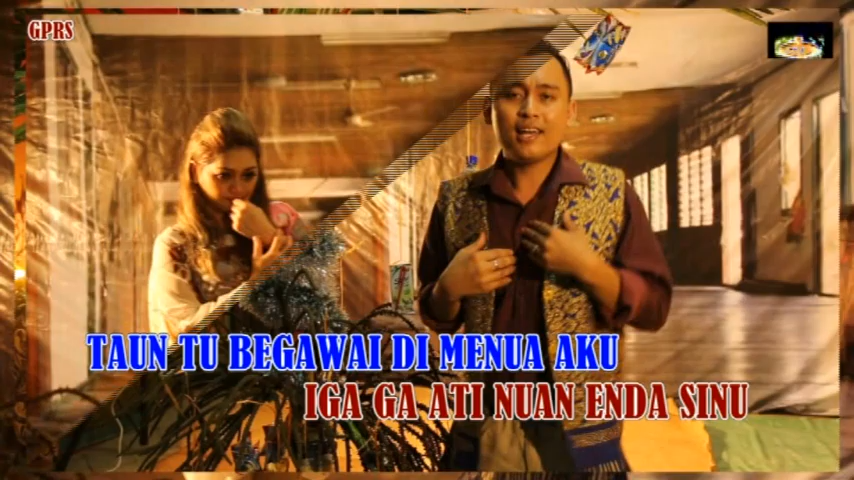 GPRS
TAUN TU BEGAWAI DI MENUA AKU
IGA GA ATI NUAN ENDA SINU